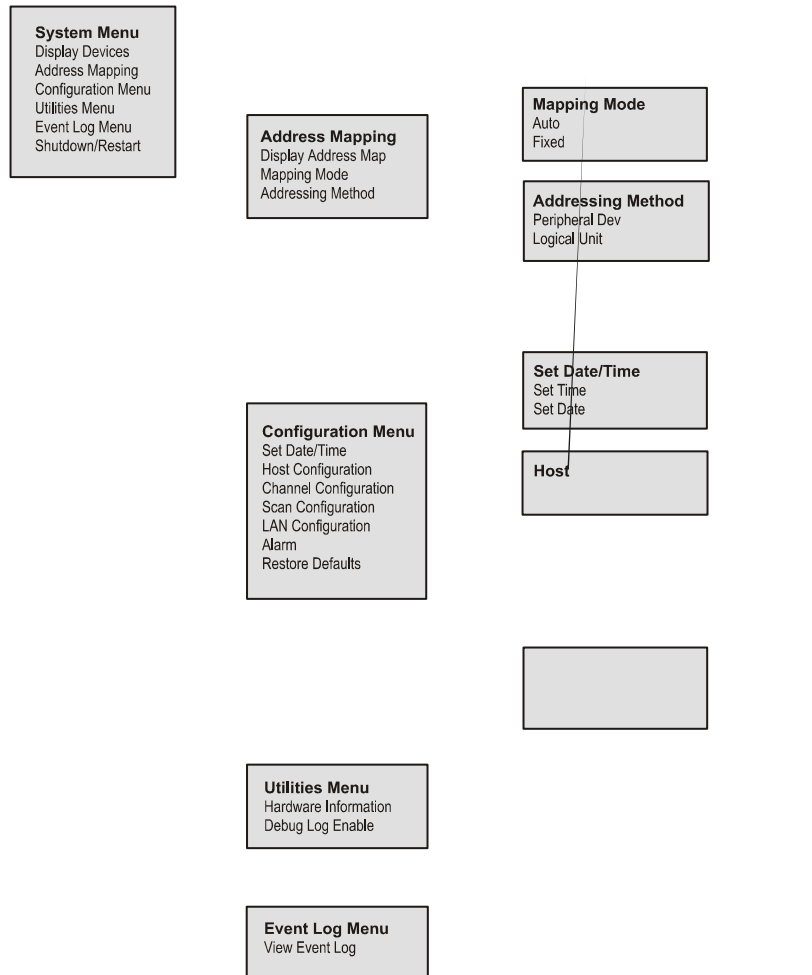 System Menu
Display Devices
Address Mapping
Configuration Menu
Utilities Menu
Event Log Menu
Shutdown/Restart
Address Mapping
Display Address Map
Mapping Mode
Addressing Method
Mapping Mode
Auto
Fixed
Addressing Method
Peripheral Dev
Logical Unit
Configuration Menu
Set Date/Time
Host Configuration
Channel Configuration
Scan Configuration
LAN Configuration
Alarm
Restore Defaults
Set Date/Time
Set Time
Set Date
Host
Utilities Menu
Hardware Information
Debug Log Enable
Event Log Menu
View Event Log